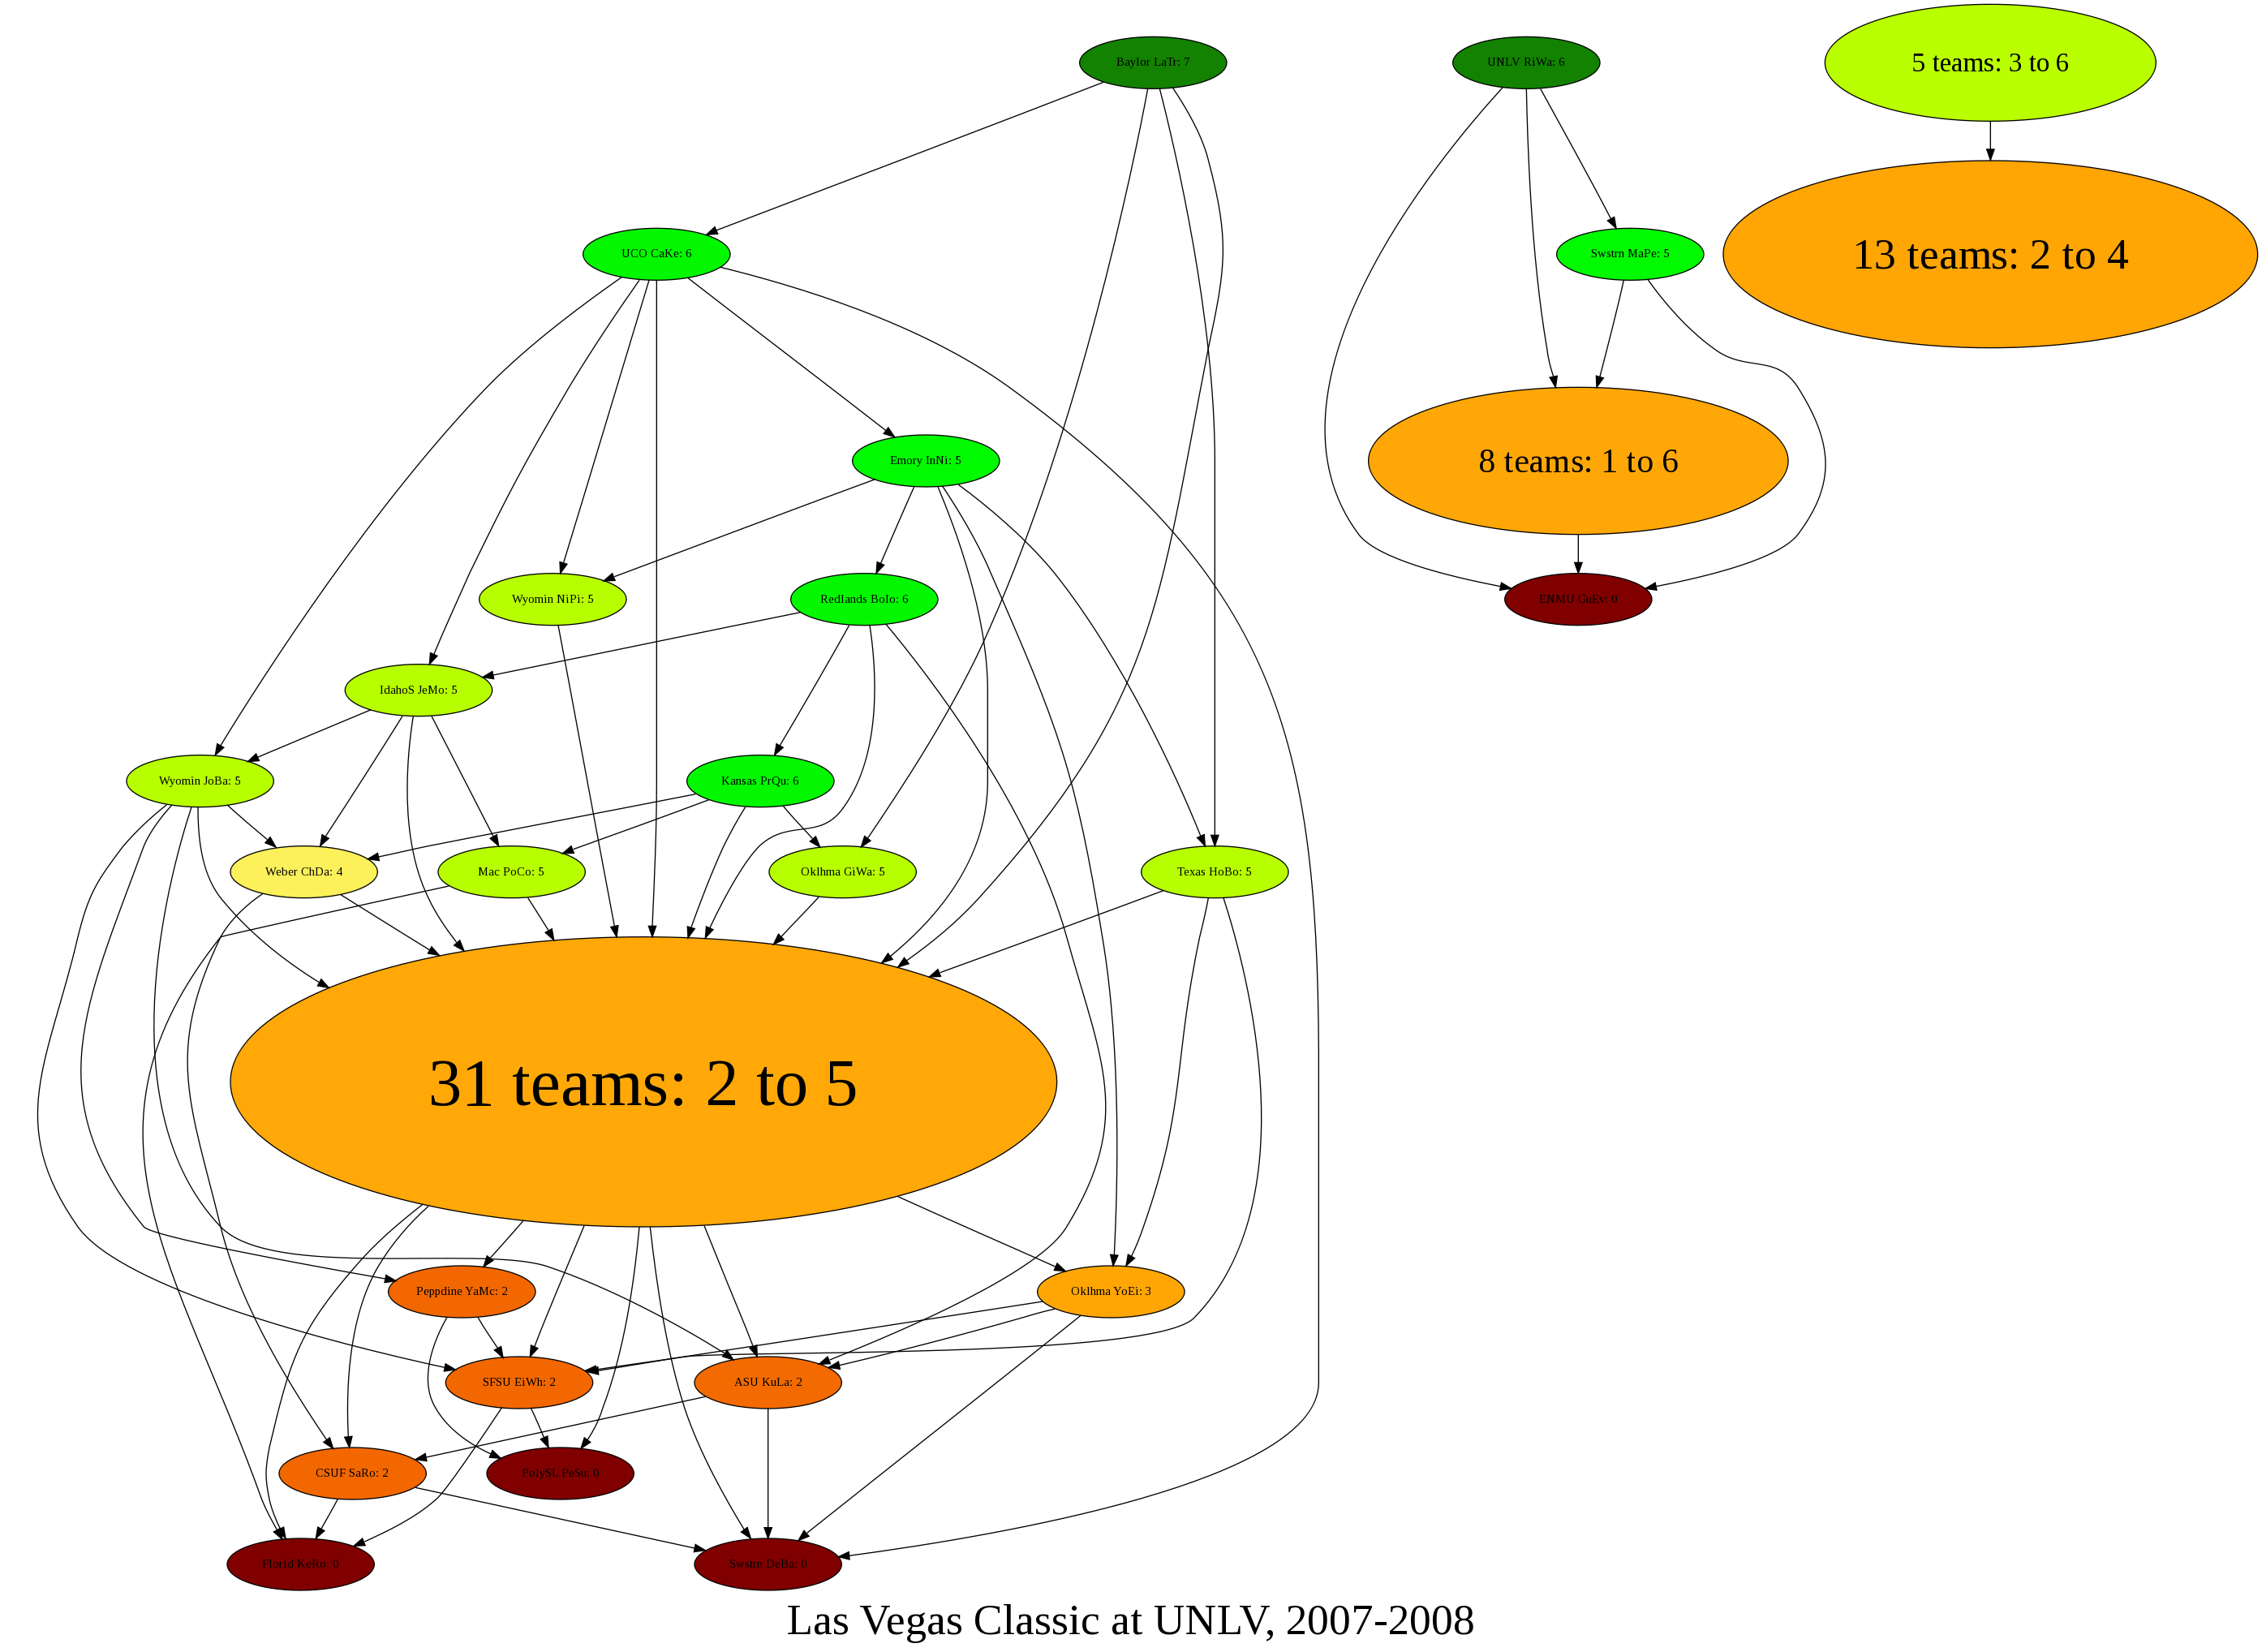 Baylor LaTr: 7
UNLV RiWa: 6
5 teams: 3 to 6
UCO CaKe: 6
Swstrn MaPe: 5
13 teams: 2 to 4
Emory InNi: 5
8 teams: 1 to 6
Wyomin NiPi: 5
Redlands BoIo: 6
ENMU GuEv: 0
IdahoS JeMo: 5
Wyomin JoBa: 5
Kansas PrQu: 6
Weber ChDa: 4
Mac PoCo: 5
Oklhma GiWa: 5
Texas HoBo: 5
31 teams: 2 to 5
Peppdine YaMc: 2
Oklhma YoEi: 3
SFSU EiWh: 2
ASU KuLa: 2
CSUF SaRo: 2
PolySL PeSu: 0
Florid KeRo: 0
Swstrn DeBa: 0
Las Vegas Classic at UNLV, 2007-2008